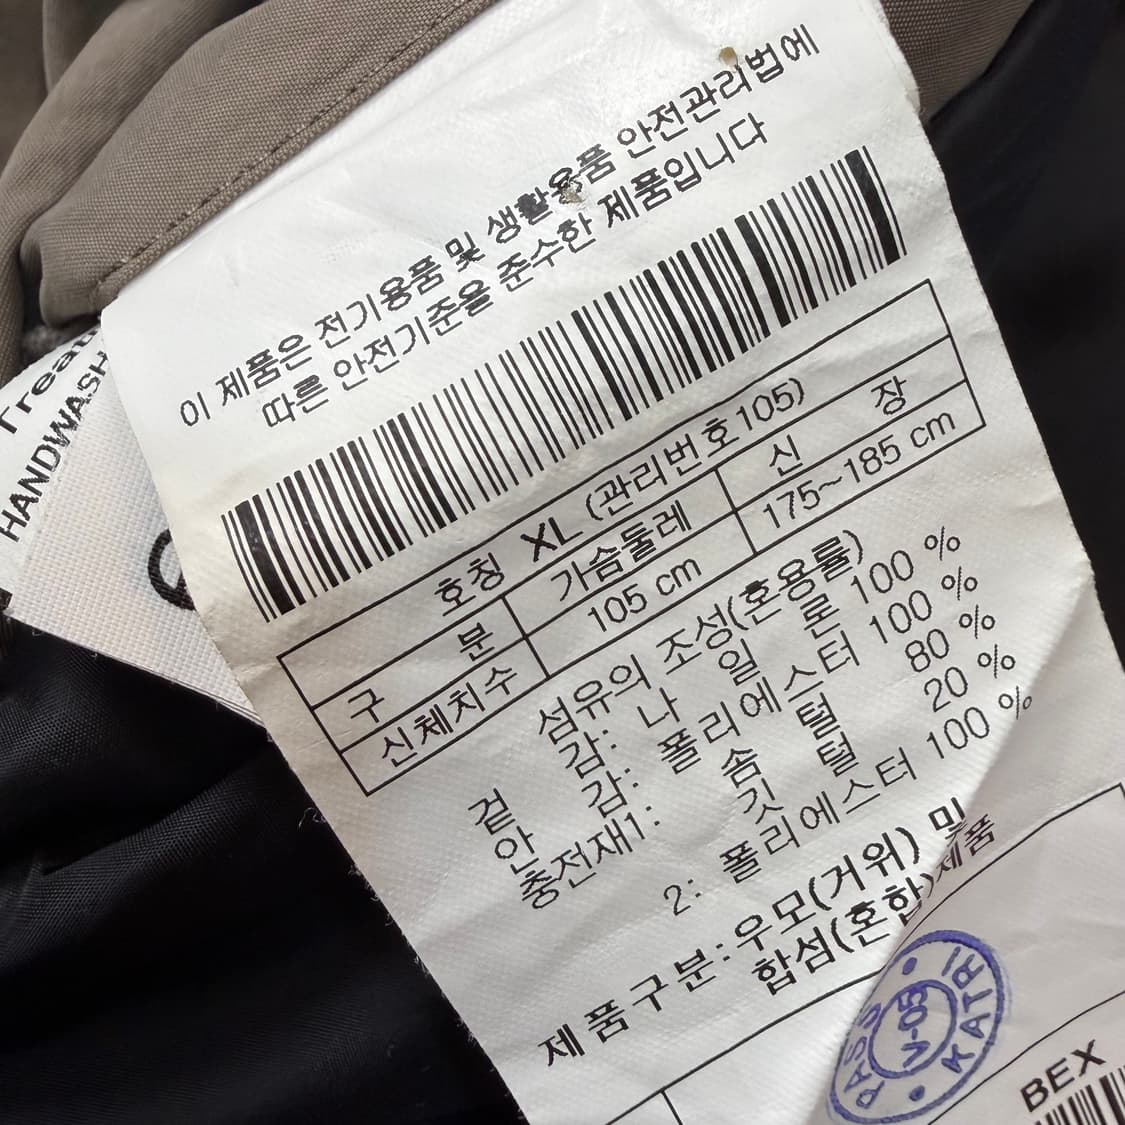 이 제품은 전기용품 및 생활용품 안전관리법에
따른 안전기준을 준수한 제품입니다
호칭 XL (관리번호105)
구 분 가슴둘레 신 장
신체치수 105 cm 175~185 cm
섬유의 조성(혼용률)
겉 감: 나 일 론 100 %
안 감: 폴리에스터 100 %
충전재1: 솜 털 80 %
깃 털 20 %
2: 폴리에스터 100 %
제품구분: 우모(거위) 및
합섬(혼합)제품
HANDWASH
PASS
V-05
KATRI
BEX